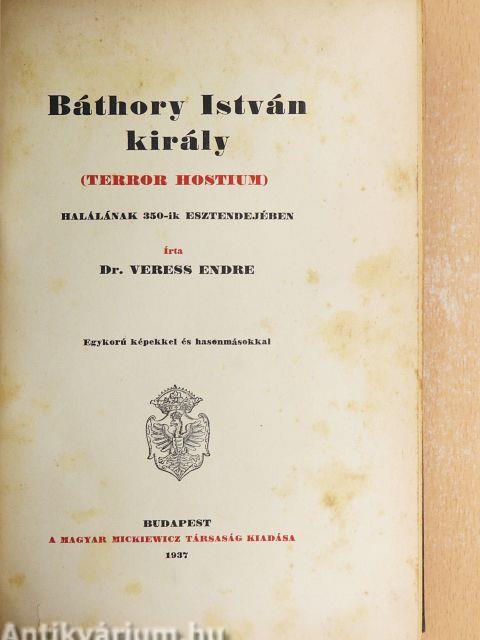 Báthory István
király
(TERROR HOSTIUM)
HALÁLÁNAK 350-ik ESZTENDEJÉBEN
írta
Dr. VERESS ENDRE
Egykorú képekkel és hasonmásokkal
BUDAPEST
A MAGYAR MICKIEWICZ TÁRSASÁG KIADÁSA
1937
Antikvárium.hu